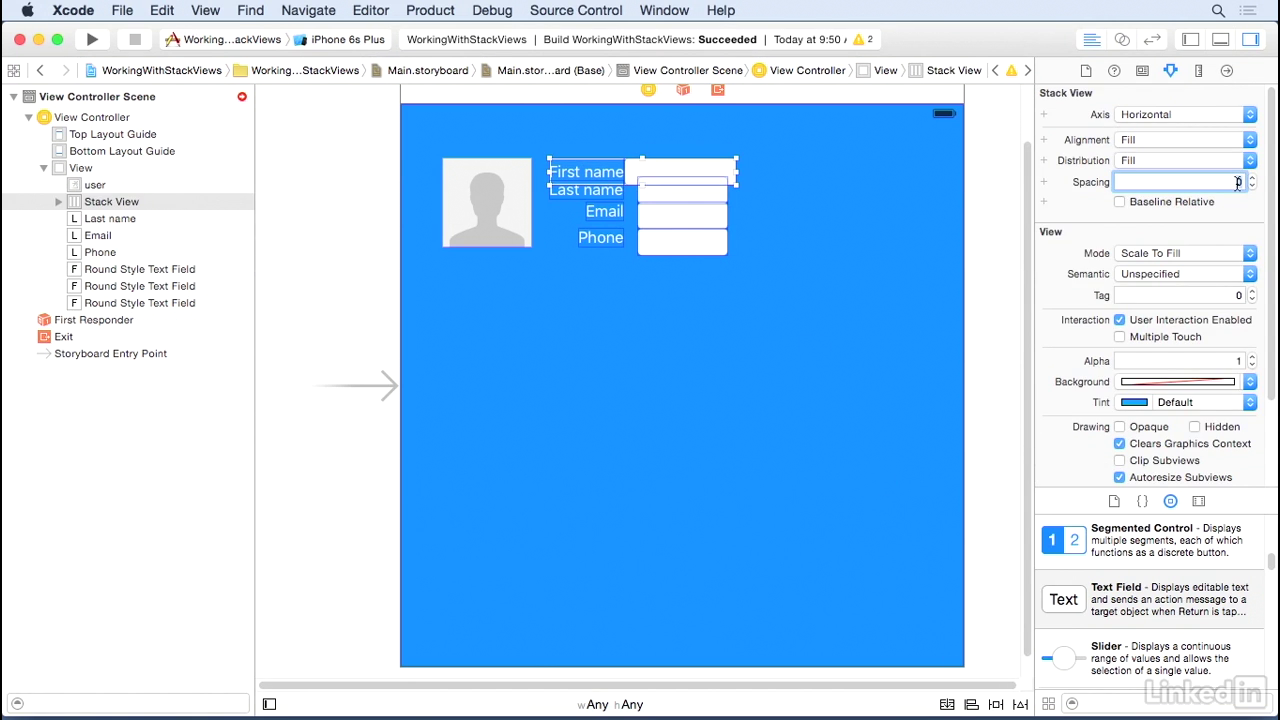 Xcode File Edit View Find Navigate Editor Product Debug Source Control Window Help
Working...ackViews iPhone 6s Plus WorkingWithStackViews Build WorkingWithStackViews: Succeeded Today at 9:50 2
WorkingWithStackViews Working...StackViews Main.storyboard Main.stor...ard (Base) View Controller Scene View Controller View Stack View
View Controller Scene
View Controller
Top Layout Guide
Bottom Layout Guide
View
user
Stack View
L Last name
L Email
L Phone
F Round Style Text Field
F Round Style Text Field
F Round Style Text Field
First Responder
Exit
Storyboard Entry Point
First name
Last name
Email
Phone
wAny hAny
Stack View
Axis Horizontal
Alignment Fill
Distribution Fill
Spacing
Baseline Relative
View
Mode Scale To Fill
Semantic Unspecified
Tag 0
Interaction User Interaction Enabled
Multiple Touch
Alpha 1
Background
Tint Default
Drawing Opaque Hidden
Clears Graphics Context
Clip Subviews
Autoresize Subviews
1 2
Segmented Control - Displays
multiple segments, each of which
functions as a discrete button.
Text
Text Field - Displays editable text
and sends an action message to a
target object when Return is tap...
Slider - Displays a continuous
range of values and allows the
selection of a single value.
LinkedIn